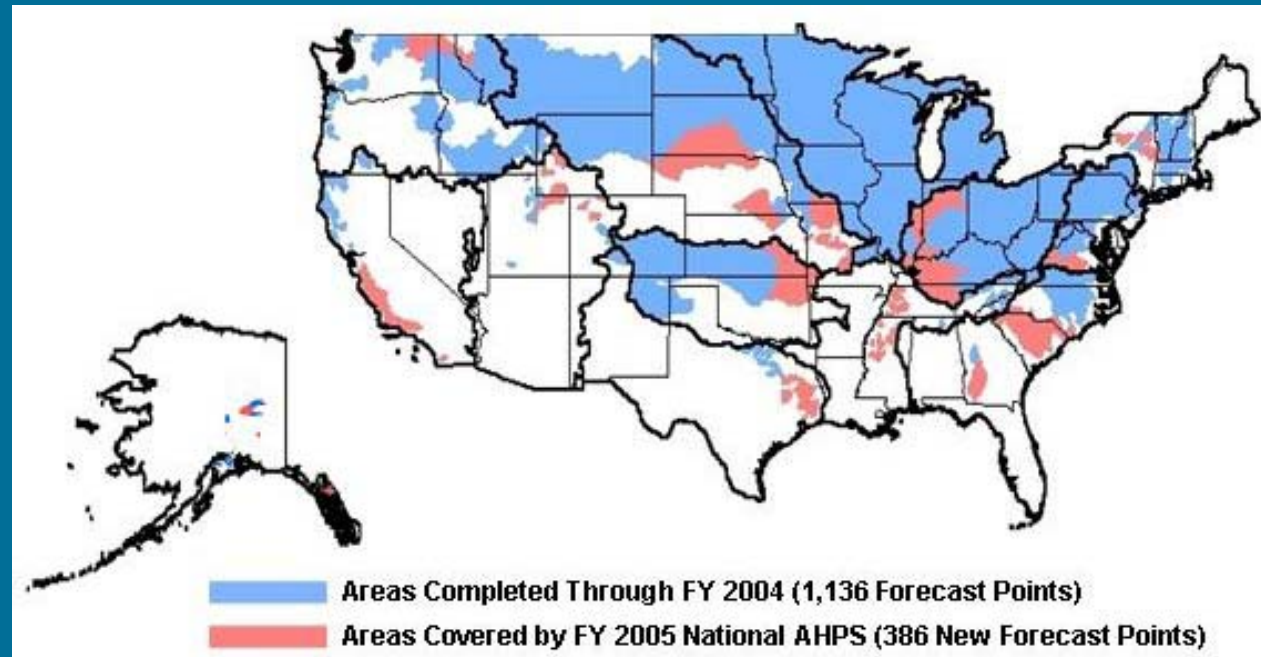 Areas Completed Through FY 2004 (1,136 Forecast Points)
Areas Covered by FY 2005 National AHPS (386 New Forecast Points)